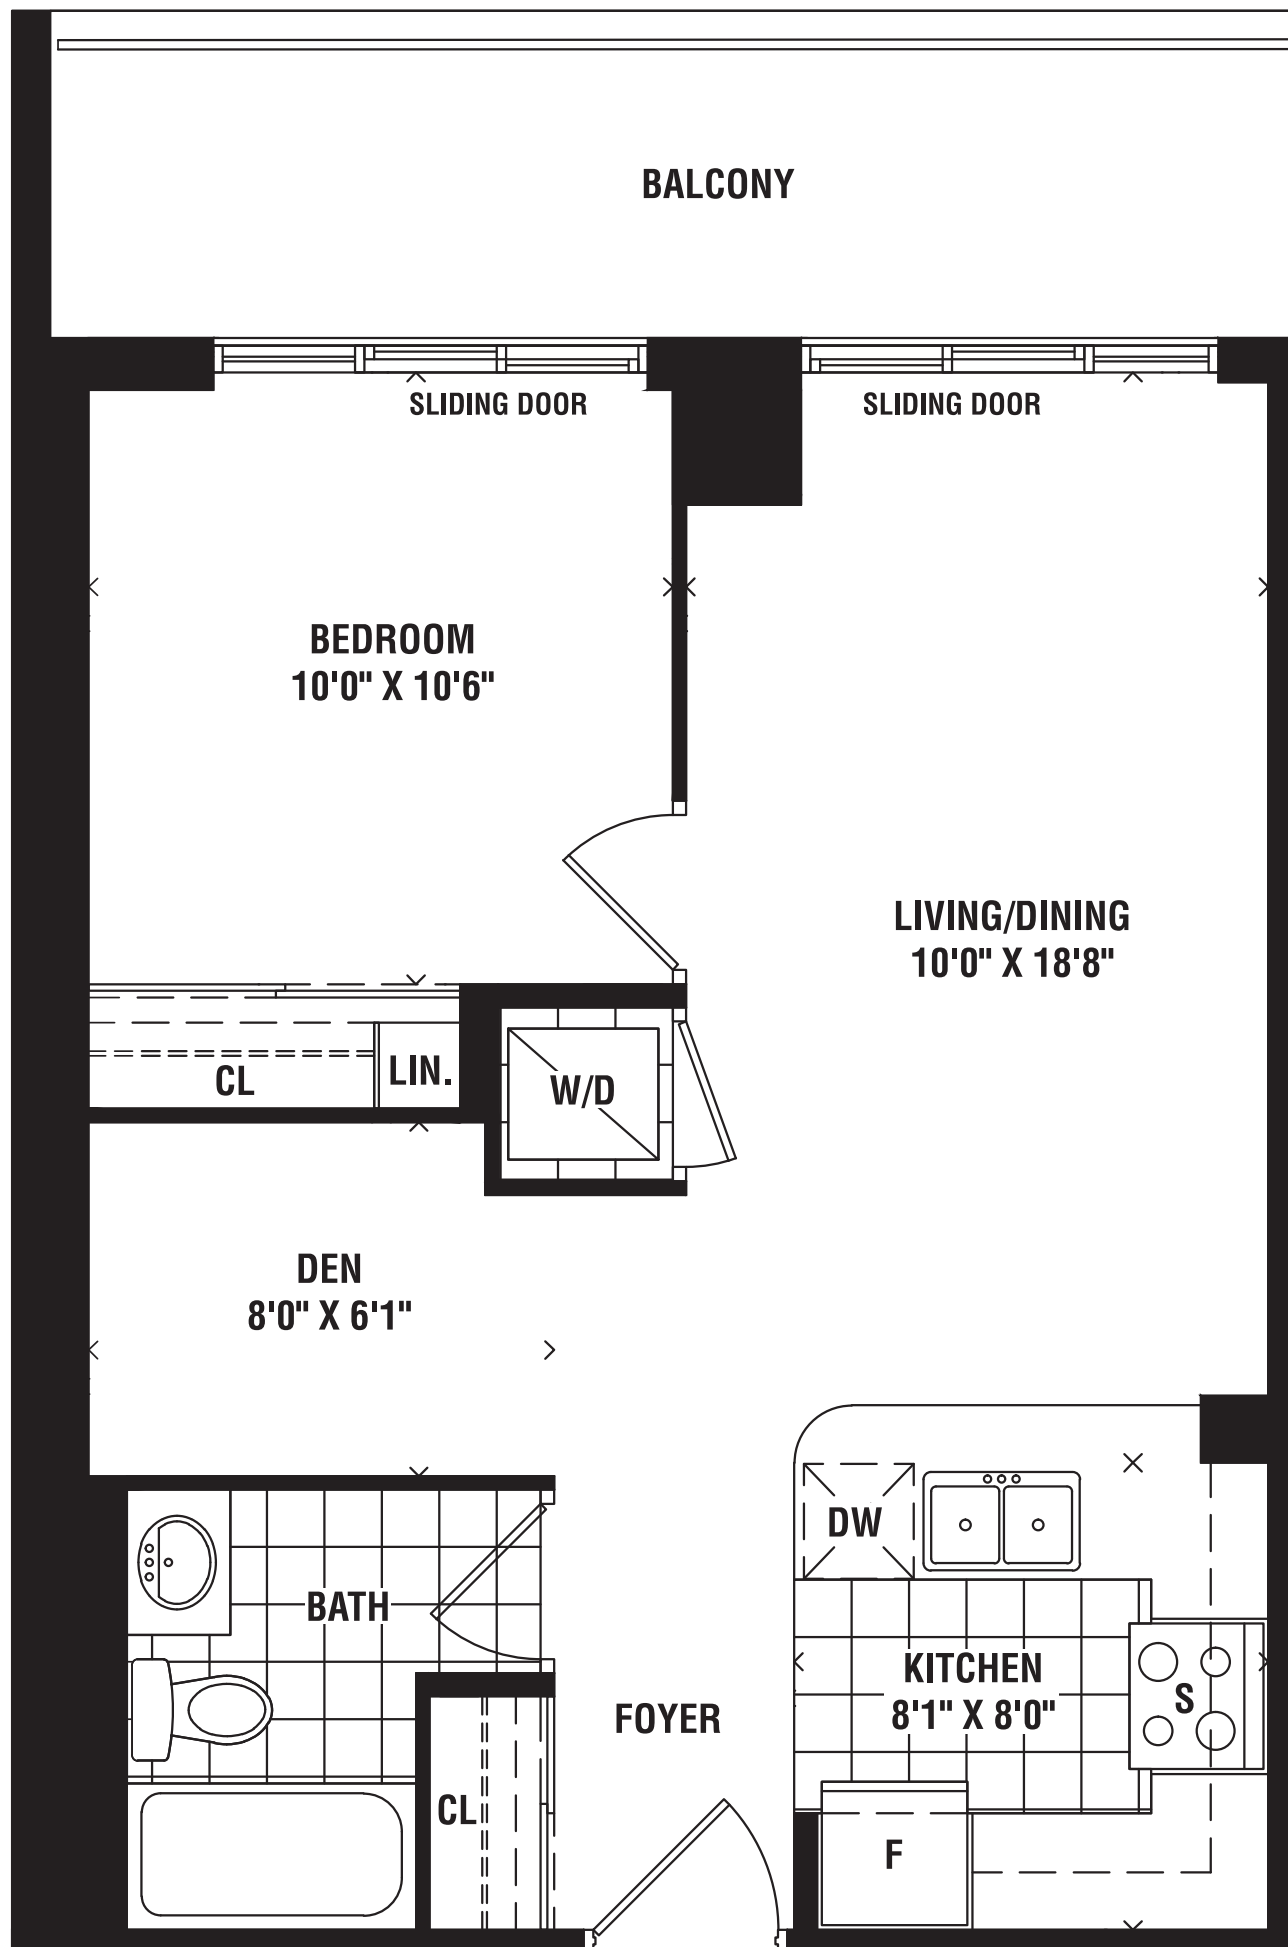 BALCONY
SLIDING DOOR
SLIDING DOOR
BEDROOM
10'0" X 10'6"
LIVING/DINING
10'0" X 18'8"
CL
LIN.
W/D
DEN
8'0" X 6'1"
DW
BATH
KITCHEN
8'1" X 8'0"
S
FOYER
CL
F